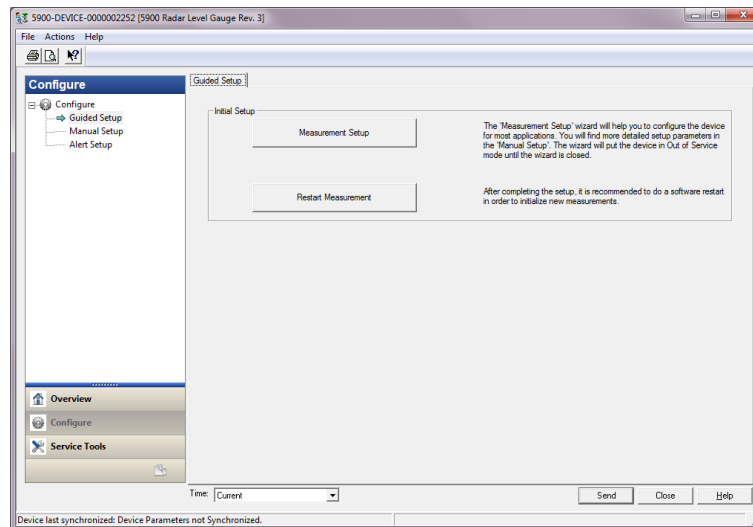 5900-DEVICE-0000002252 [5900 Radar Level Gauge Rev. 3]
File Actions Help
Configure
Configure
Guided Setup
Manual Setup
Alert Setup
Overview
Configure
Service Tools
Guided Setup
Initial Setup
Measurement Setup
The 'Measurement Setup' wizard will help you to configure the device
for most applications. You will find more detailed setup parameters in
the 'Manual Setup'. The wizard will put the device in Out of Service
mode until the wizard is closed.
Restart Measurement
After completing the setup, it is recommended to do a software restart
in order to initialize new measurements.
Time: Current
Send Close Help
Device last synchronized: Device Parameters not Synchronized.